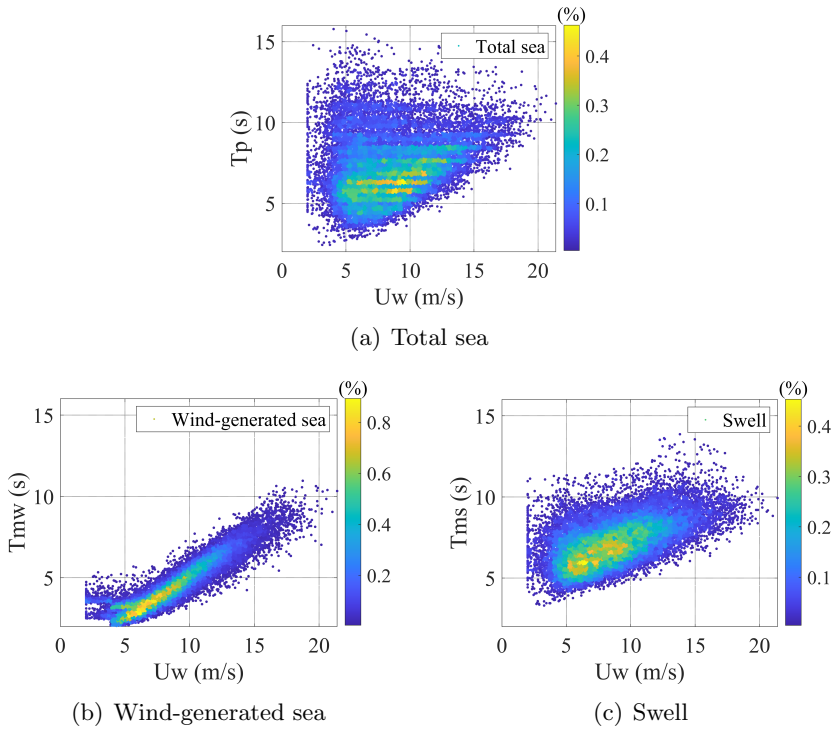 (%)
15
Total sea
0.4
Tp (s)
0.3
10
0.2
5
0.1
0 5 10 15 20
Uw (m/s)
(a) Total sea
(%)
15
Wind-generated sea
0.8
Tmw (s)
10
0.6
0.4
5
0.2
0 5 10 15 20
Uw (m/s)
(b) Wind-generated sea
(%)
15
Swell
0.4
Tms (s)
10
0.3
0.2
5
0.1
0 5 10 15 20
Uw (m/s)
(c) Swell